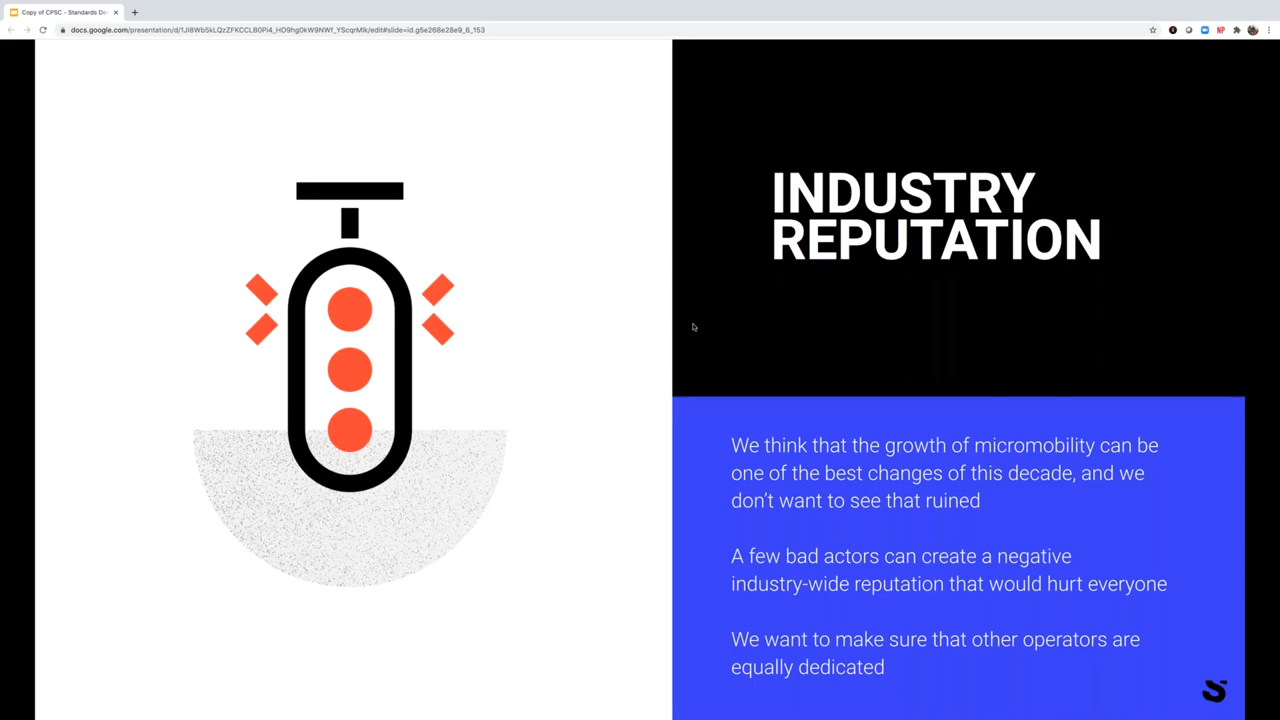 Copy of CPSC - Standards De
docs.google.com/presentation/d/1Jl8Wb5kLQzZFKCCLB0Pi4_HO9hg0kW9NWf_YScqrMlk/edit#slide=id.g5e268e28e9_6_153
NP
INDUSTRY
REPUTATION
We think that the growth of micromobility can be
one of the best changes of this decade, and we
don’t want to see that ruined
A few bad actors can create a negative
industry-wide reputation that would hurt everyone
We want to make sure that other operators are
equally dedicated